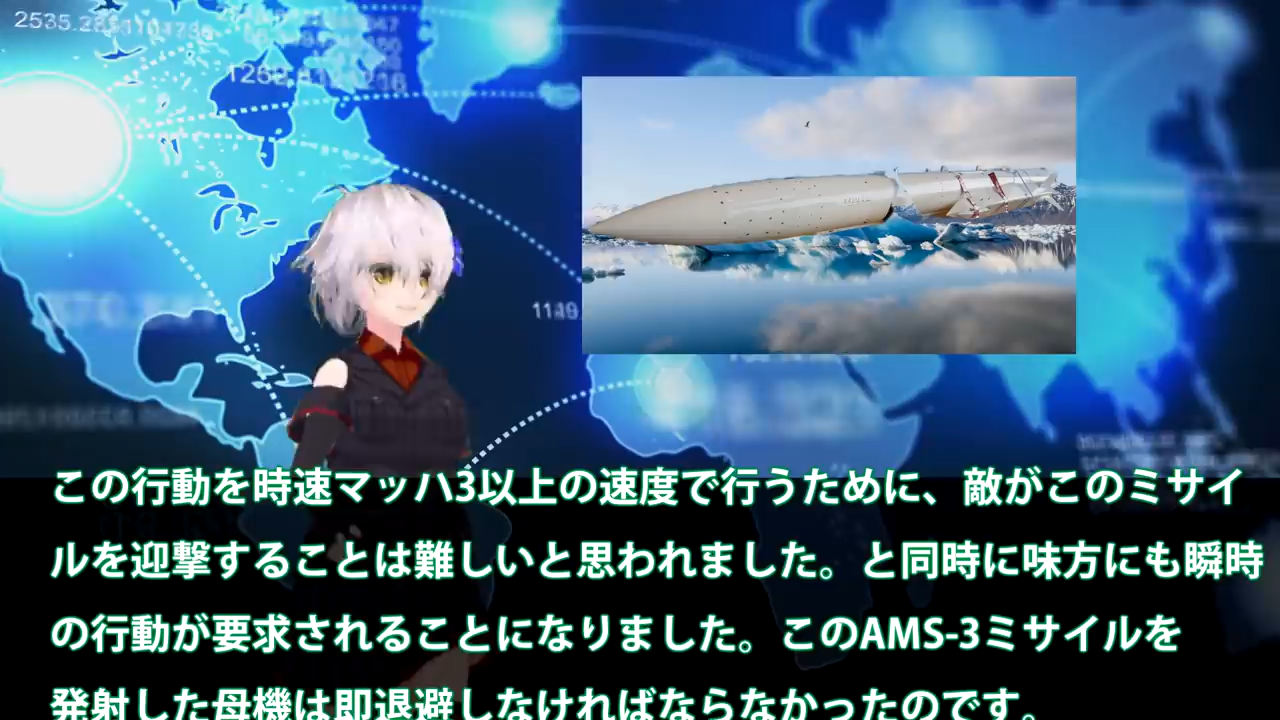 2535.2851101736
1149
この行動を時速マッハ3以上の速度で行うために、敵がこのミサイ
ルを迎撃することは難しいと思われました。と同時に味方にも瞬時
の行動が要求されることになりました。このAMS-3ミサイルを
発射した母機は即退避しなければならなかったのです。